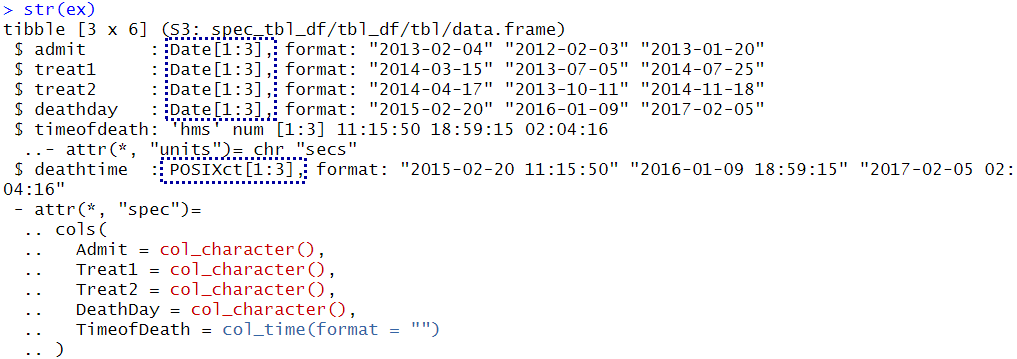 > str(ex)
tibble [3 x 6] (S3: spec_tbl_df/tbl_df/tbl/data.frame)
 $ admit      : Date[1:3], format: "2013-02-04" "2012-02-03" "2013-01-20"
 $ treat1     : Date[1:3], format: "2014-03-15" "2013-07-05" "2014-07-25"
 $ treat2     : Date[1:3], format: "2014-04-17" "2013-10-11" "2014-11-18"
 $ deathday   : Date[1:3], format: "2015-02-20" "2016-01-09" "2017-02-05"
 $ timeofdeath: 'hms' num [1:3] 11:15:50 18:59:15 02:04:16
  ..- attr(*, "units")= chr "secs"
 $ deathtime  : POSIXct[1:3], format: "2015-02-20 11:15:50" "2016-01-09 18:59:15" "2017-02-05 02:
04:16"
 - attr(*, "spec")=
  .. cols(
  ..   Admit = col_character(),
  ..   Treat1 = col_character(),
  ..   Treat2 = col_character(),
  ..   DeathDay = col_character(),
  ..   TimeofDeath = col_time(format = "")
  .. )